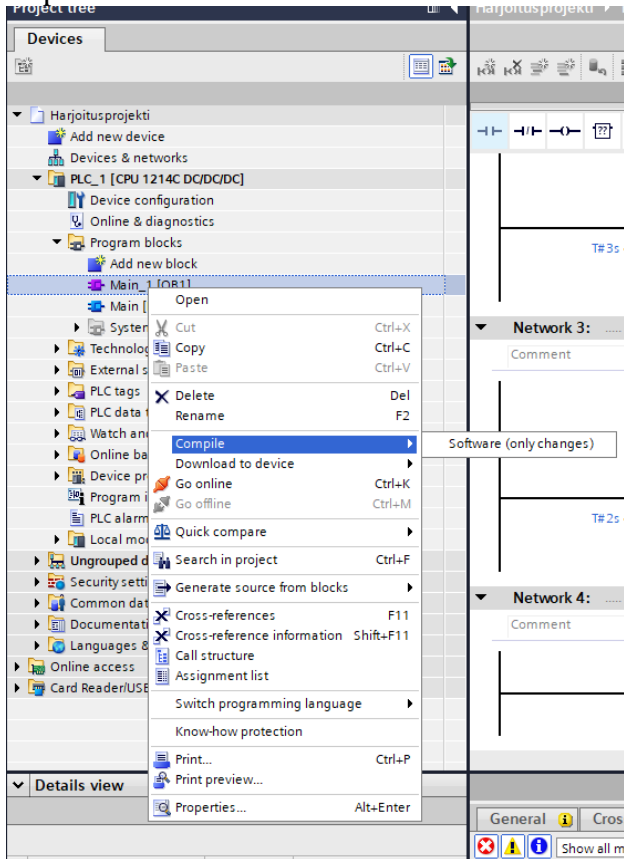 Project tree
Devices
Harjoitusprojekti
Add new device
Devices & networks
PLC_1 [CPU 1214C DC/DC/DC]
Device configuration
Online & diagnostics
Program blocks
Add new block
Main_1 [OB1]
Main [
System
Technolog
External s
PLC tags
PLC data t
Watch and
Online ba
Device pr
Program i
PLC alarm
Local mo
Ungrouped d
Security setti
Common dat
Documentati
Languages &
Online access
Card Reader/USB
Details view
Open
Cut Ctrl+X
Copy Ctrl+C
Paste Ctrl+V
Delete Del
Rename F2
Compile
Download to device
Go online Ctrl+K
Go offline Ctrl+M
Quick compare
Search in project Ctrl+F
Generate source from blocks
Cross-references F11
Cross-reference information Shift+F11
Call structure
Assignment list
Switch programming language
Know-how protection
Print... Ctrl+P
Print preview...
Properties... Alt+Enter
Software (only changes)
Harjoitusprojekti
??
T#3s
Network 3: .....
Comment
T#2s
Network 4: .....
Comment
General
Cros
Show all m